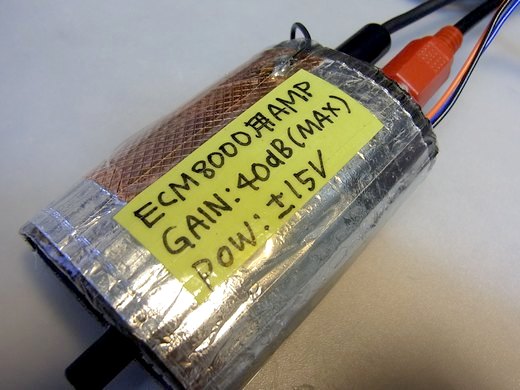 ECM8000用AMP
GAIN:40dB(MAX)
POW:±15V